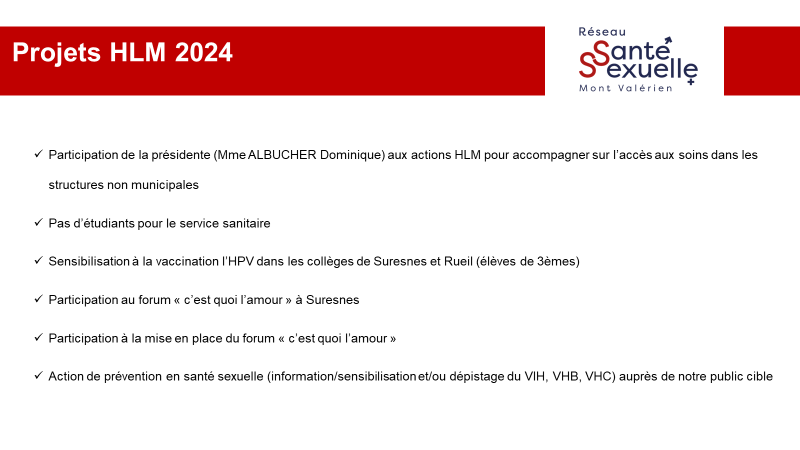 Projets HLM 2024
Réseau
Santé
Sexuelle
Mont Valérien
✓ Participation de la présidente (Mme ALBUCHER Dominique) aux actions HLM pour accompagner sur l’accès aux soins dans les
structures non municipales
✓ Pas d’étudiants pour le service sanitaire
✓ Sensibilisation à la vaccination l’HPV dans les collèges de Suresnes et Rueil (élèves de 3èmes)
✓ Participation au forum « c’est quoi l’amour » à Suresnes
✓ Participation à la mise en place du forum « c’est quoi l’amour »
✓ Action de prévention en santé sexuelle (information/sensibilisation et/ou dépistage du VIH, VHB, VHC) auprès de notre public cible